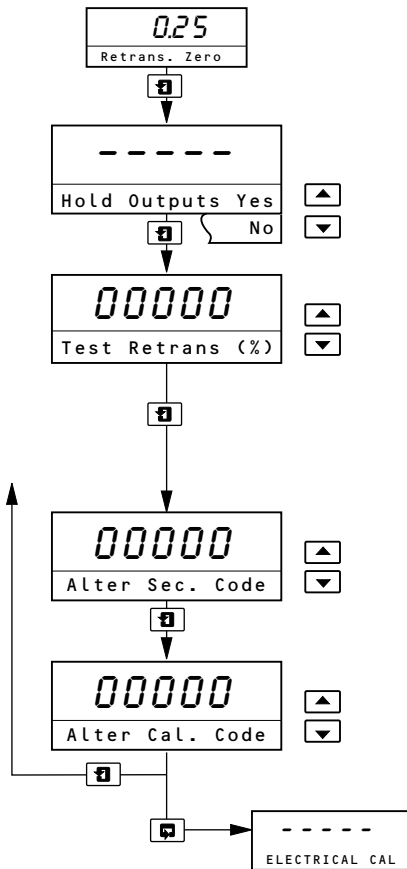 0.25
Retrans. Zero
-----
Hold Outputs Yes
No
00000
Test Retrans (%)
00000
Alter Sec. Code
00000
Alter Cal. Code
-----
ELECTRICAL CAL